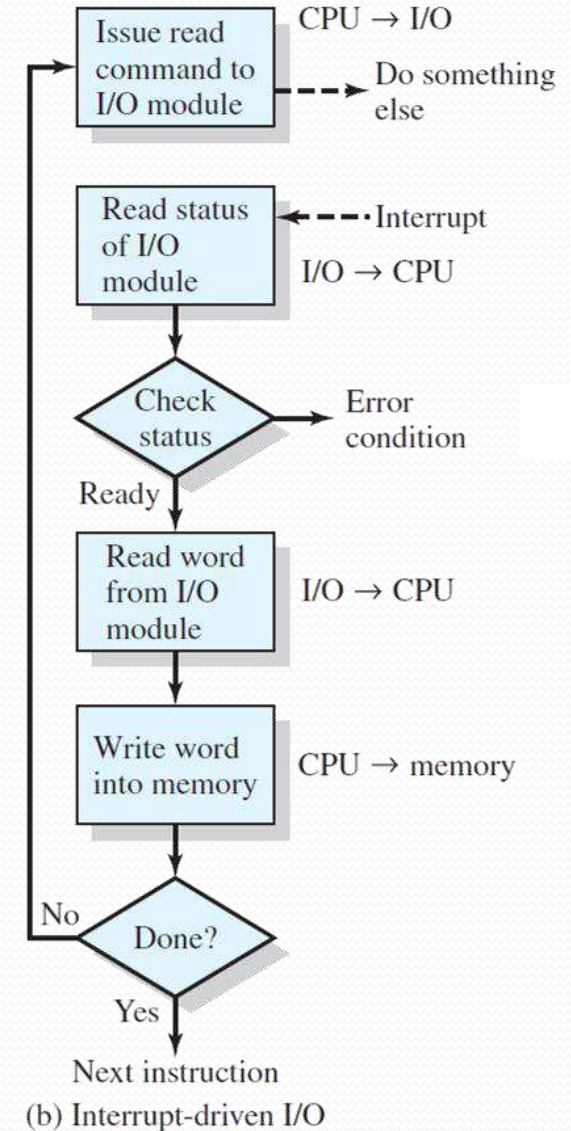 Issue read
command to
I/O module
CPU → I/O
Do something
else
Read status
of I/O
module
Interrupt
I/O → CPU
Check
status
Error
condition
Ready
Read word
from I/O
module
I/O → CPU
Write word
into memory
CPU → memory
No
Done?
Yes
Next instruction
(b) Interrupt-driven I/O